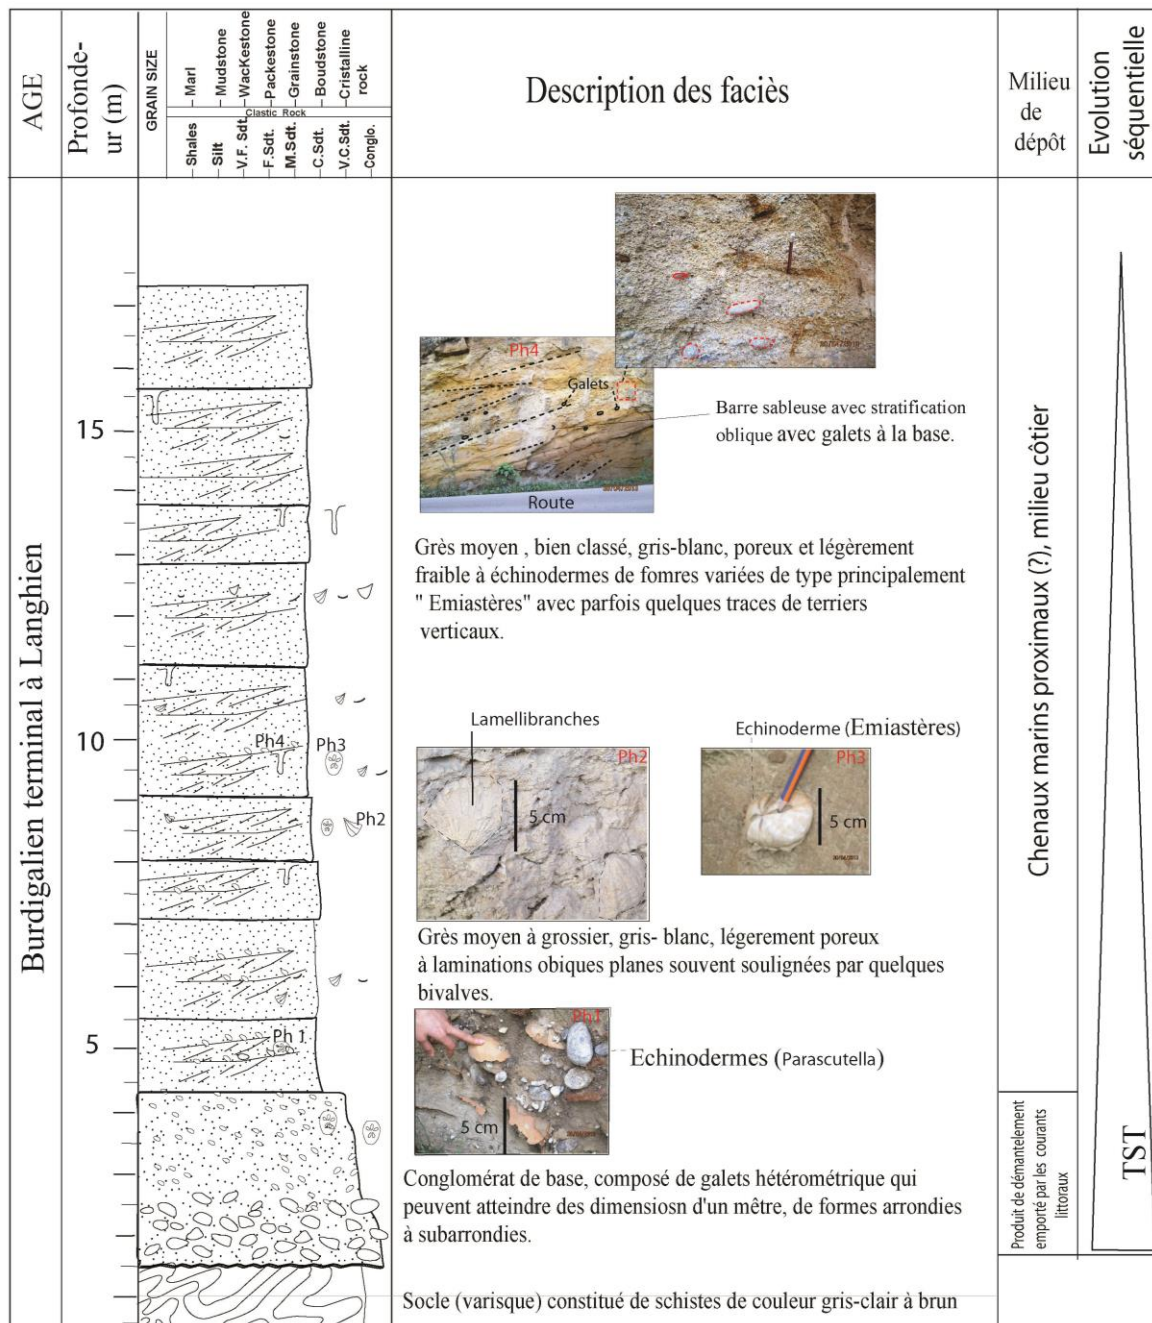 AGE
Profonde-
ur (m)
GRAIN SIZE
Marl
Mudstone
WacKestone
Packestone
Grainstone
Boudstone
Cristalline
rock
Clastic Rock
Shales
Silt
V.F. Sdt.
F.Sdt.
M.Sdt.
C.Sdt.
V.C.Sdt.
Conglo.
Description des faciès
Milieu
de
dépôt
Evolution
séquentielle
Burdigalien terminal à Langhien
15
10
5
Ph4
Ph3
Ph2
Ph 1
Ph4
Galets
Route
Barre sableuse avec stratification
oblique avec galets à la base.
Grès moyen , bien classé, gris-blanc, poreux et légèrement
fraible à échinodermes de fomres variées de type principalement
" Emiastères" avec parfois quelques traces de terriers
verticaux.
Lamellibranches
Ph2
5 cm
Echinoderme (Emiastères)
Ph3
5 cm
Grès moyen à grossier, gris- blanc, légerement poreux
à laminations obiques planes souvent soulignées par quelques
bivalves.
Ph1
5 cm
Echinodermes (Parascutella)
Conglomérat de base, composé de galets hétérométrique qui
peuvent atteindre des dimensiosn d'un mêtre, de formes arrondies
à subarrondies.
Socle (varisque) constitué de schistes de couleur gris-clair à brun
Chenaux marins proximaux (?), milieu côtier
Produit de démantelement
emporté par les courants
littoraux
TST